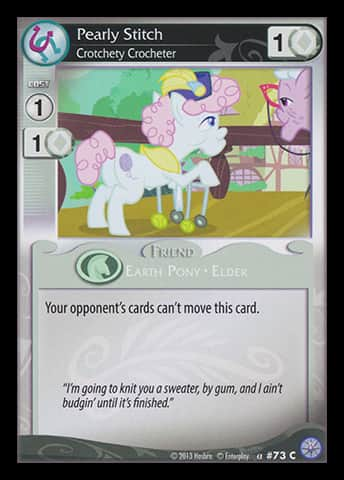 Pearly Stitch
Crotchety Crocheter
1
COST
1
1
FRIEND
EARTH PONY • ELDER
Your opponent's cards can't move this card.
"I'm going to knit you a sweater, by gum, and I ain't
budgin' until it's finished."
© 2013 Hasbro. © Enterplay. α #73 C